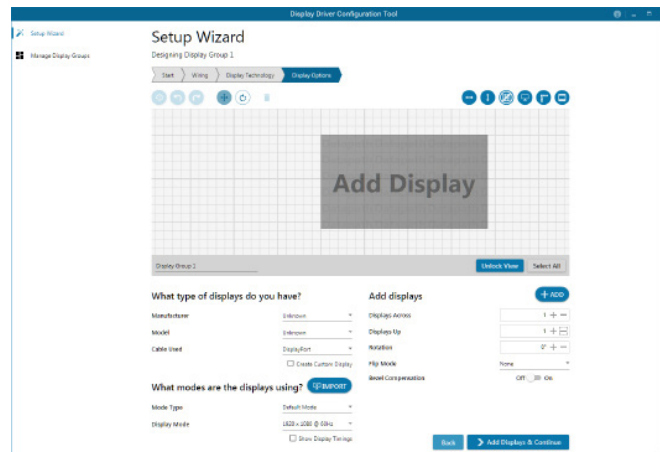 Display Driver Configuration Tool
Setup Wizard
Manage Display Groups
Setup Wizard
Designing Display Group 1
Start
Wiring
Display Technology
Display Options
Add Display
Display Group 1
Unlock View
Select All
What type of displays do you have?
Manufacturer
Unknown
Model
Unknown
Cable Used
DisplayPort
Create Custom Display
What modes are the displays using?
IMPORT
Mode Type
Default Mode
Display Mode
1920 x 1080 @ 60Hz
Show Display Timings
Add displays
+ ADD
Displays Across
1 + −
Displays Up
1 + −
Rotation
0° + −
Flip Mode
None
Bezel Compensation
Off
On
Back
Add Displays & Continue